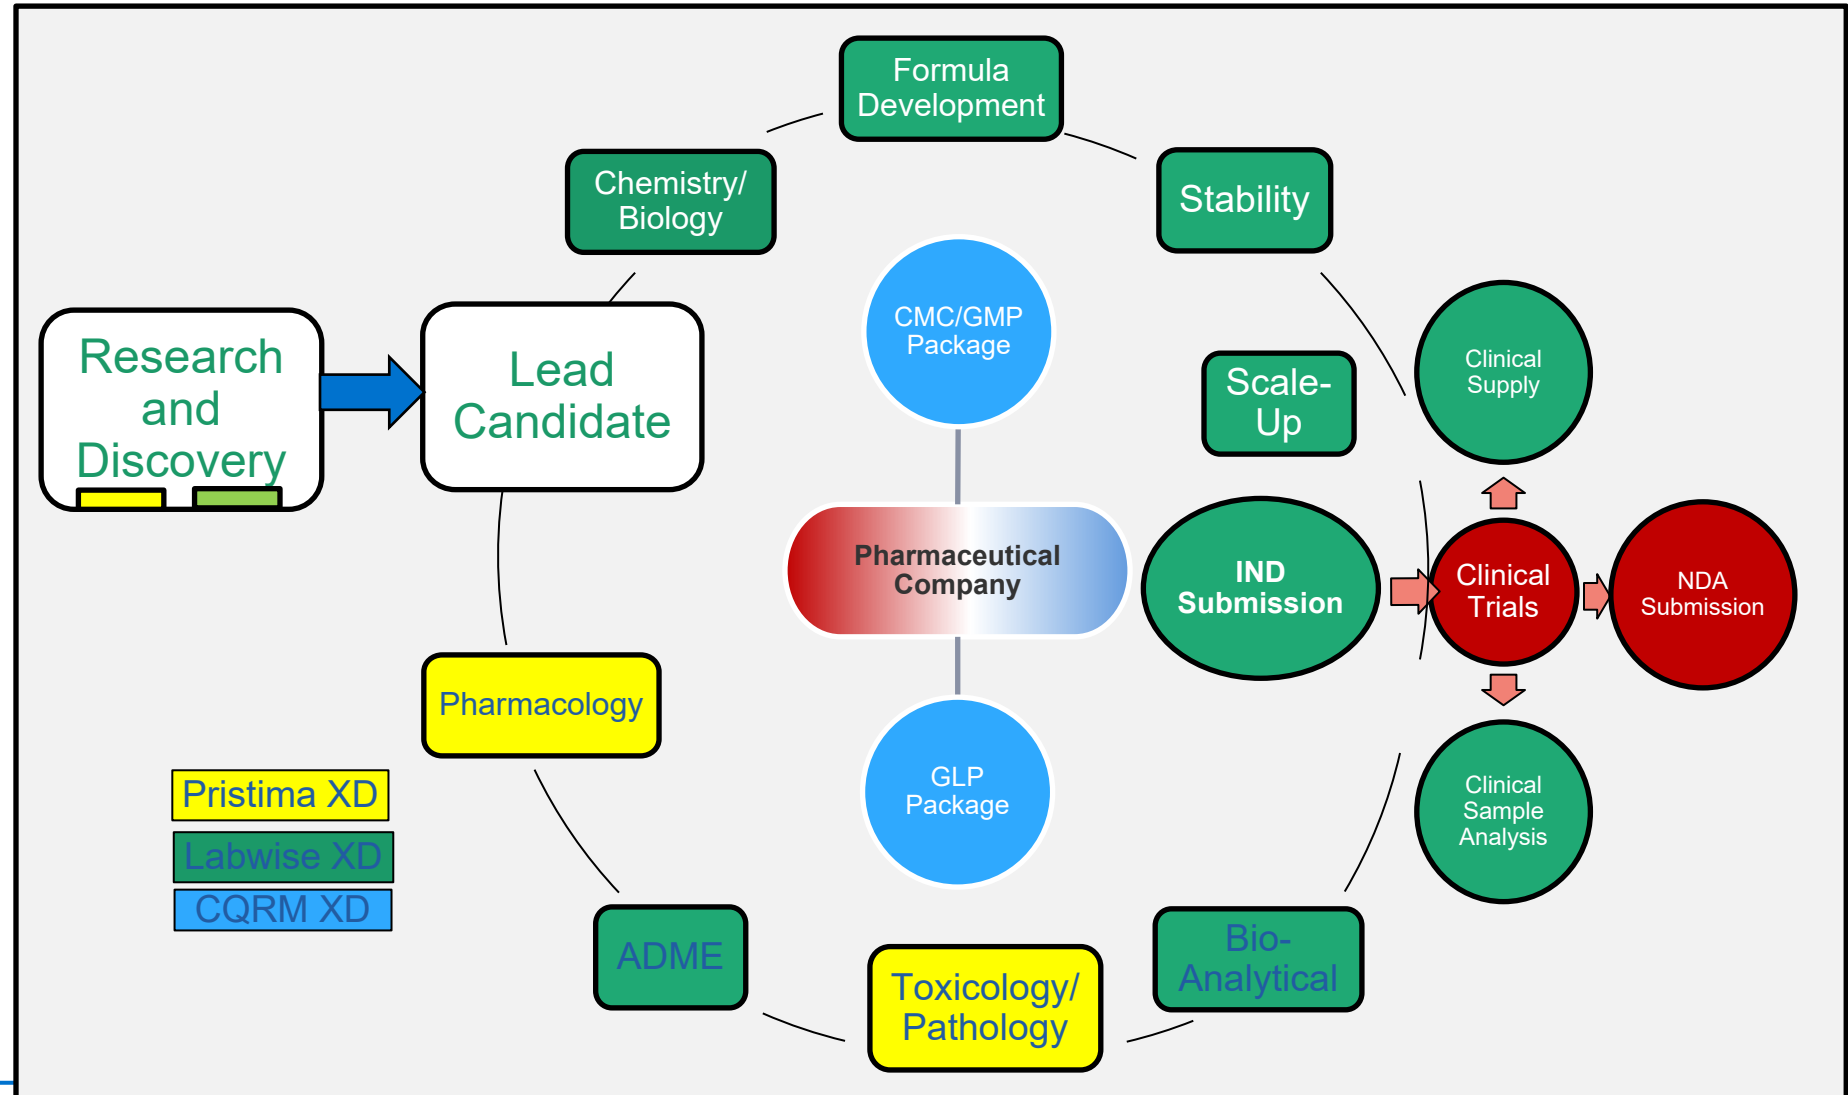 Formula
Development
Chemistry/
Biology
Stability
Research
and
Discovery
Lead
Candidate
CMC/GMP
Package
Scale-
Up
Clinical
Supply
Pharmaceutical
Company
IND
Submission
Clinical
Trials
NDA
Submission
Pharmacology
Pristima XD
Labwise XD
CQRM XD
GLP
Package
Clinical
Sample
Analysis
ADME
Toxicology/
Pathology
Bio-
Analytical